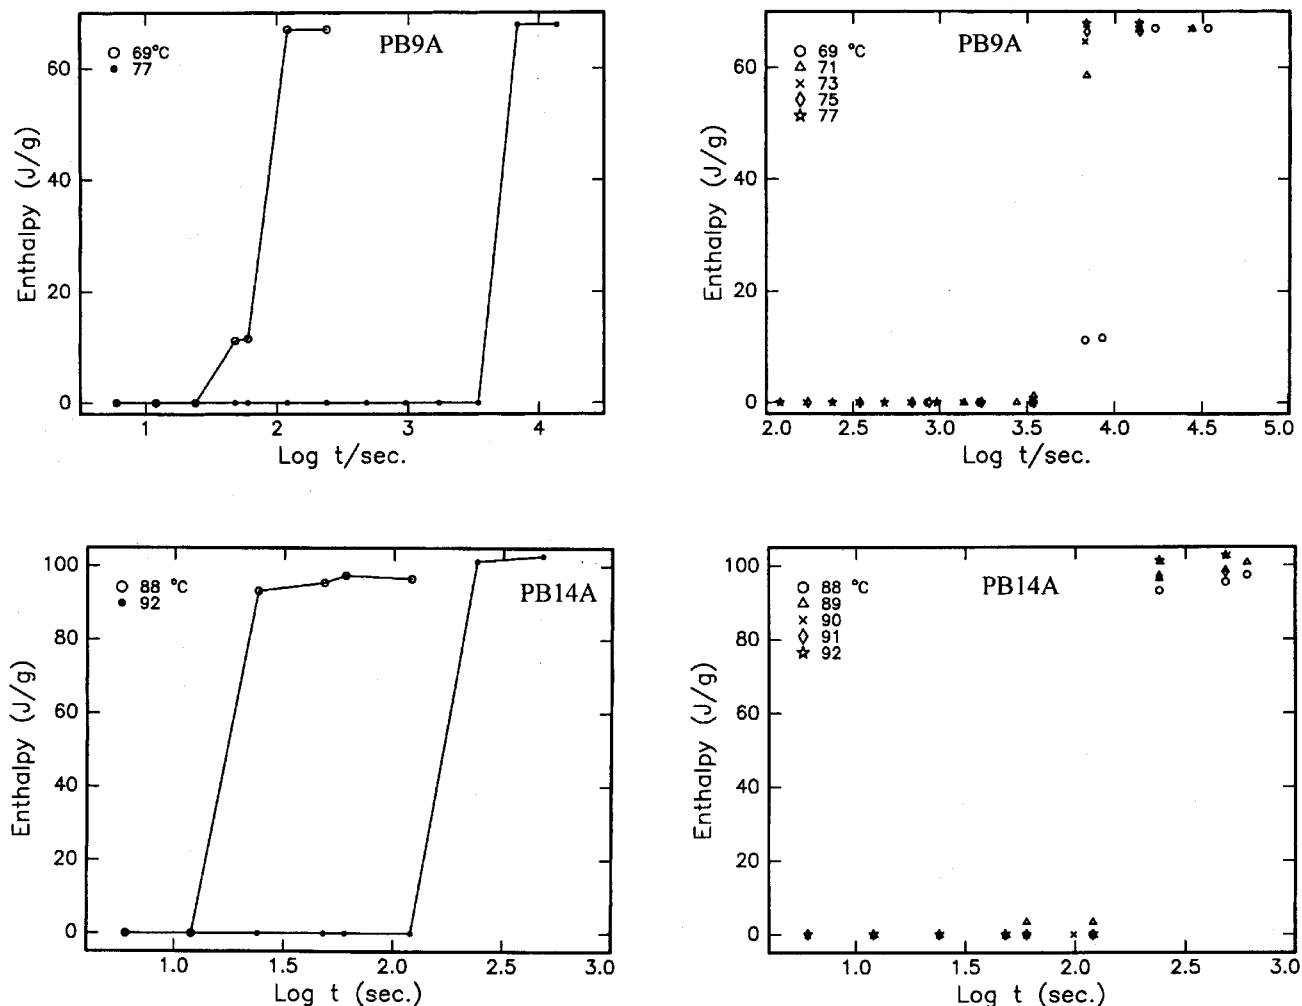 PB9A
69°C
77
60
40
20
0
Enthalpy (J/g)
1 2 3 4
Log t/sec.
PB9A
69 °C
71
73
75
77
60
40
20
0
Enthalpy (J/g)
2.0 2.5 3.0 3.5 4.0 4.5 5.0
Log t/sec.
PB14A
88 °C
92
100
80
60
40
20
0
Enthalpy (J/g)
1.0 1.5 2.0 2.5 3.0
Log t (sec.)
PB14A
88 °C
89
90
91
92
100
80
60
40
20
0
Enthalpy (J/g)
1.0 1.5 2.0 2.5 3.0
Log t (sec.)